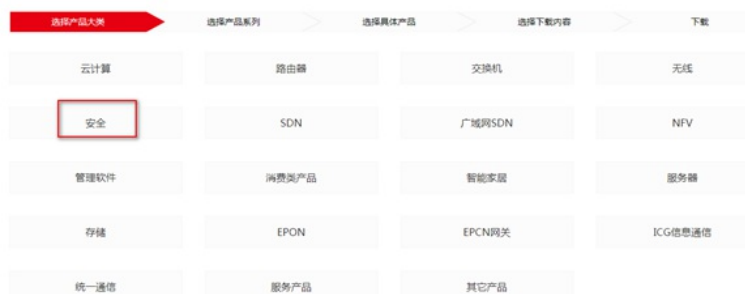 选择产品大类 选择产品系列 选择具体产品 选择下载内容 下载
云计算 路由器 交换机 无线
安全 SDN 广域网SDN NFV
管理软件 消费类产品 智能家居 服务器
存储 EPON EPCN网关 ICG信息通信
统一通信 服务产品 其它产品